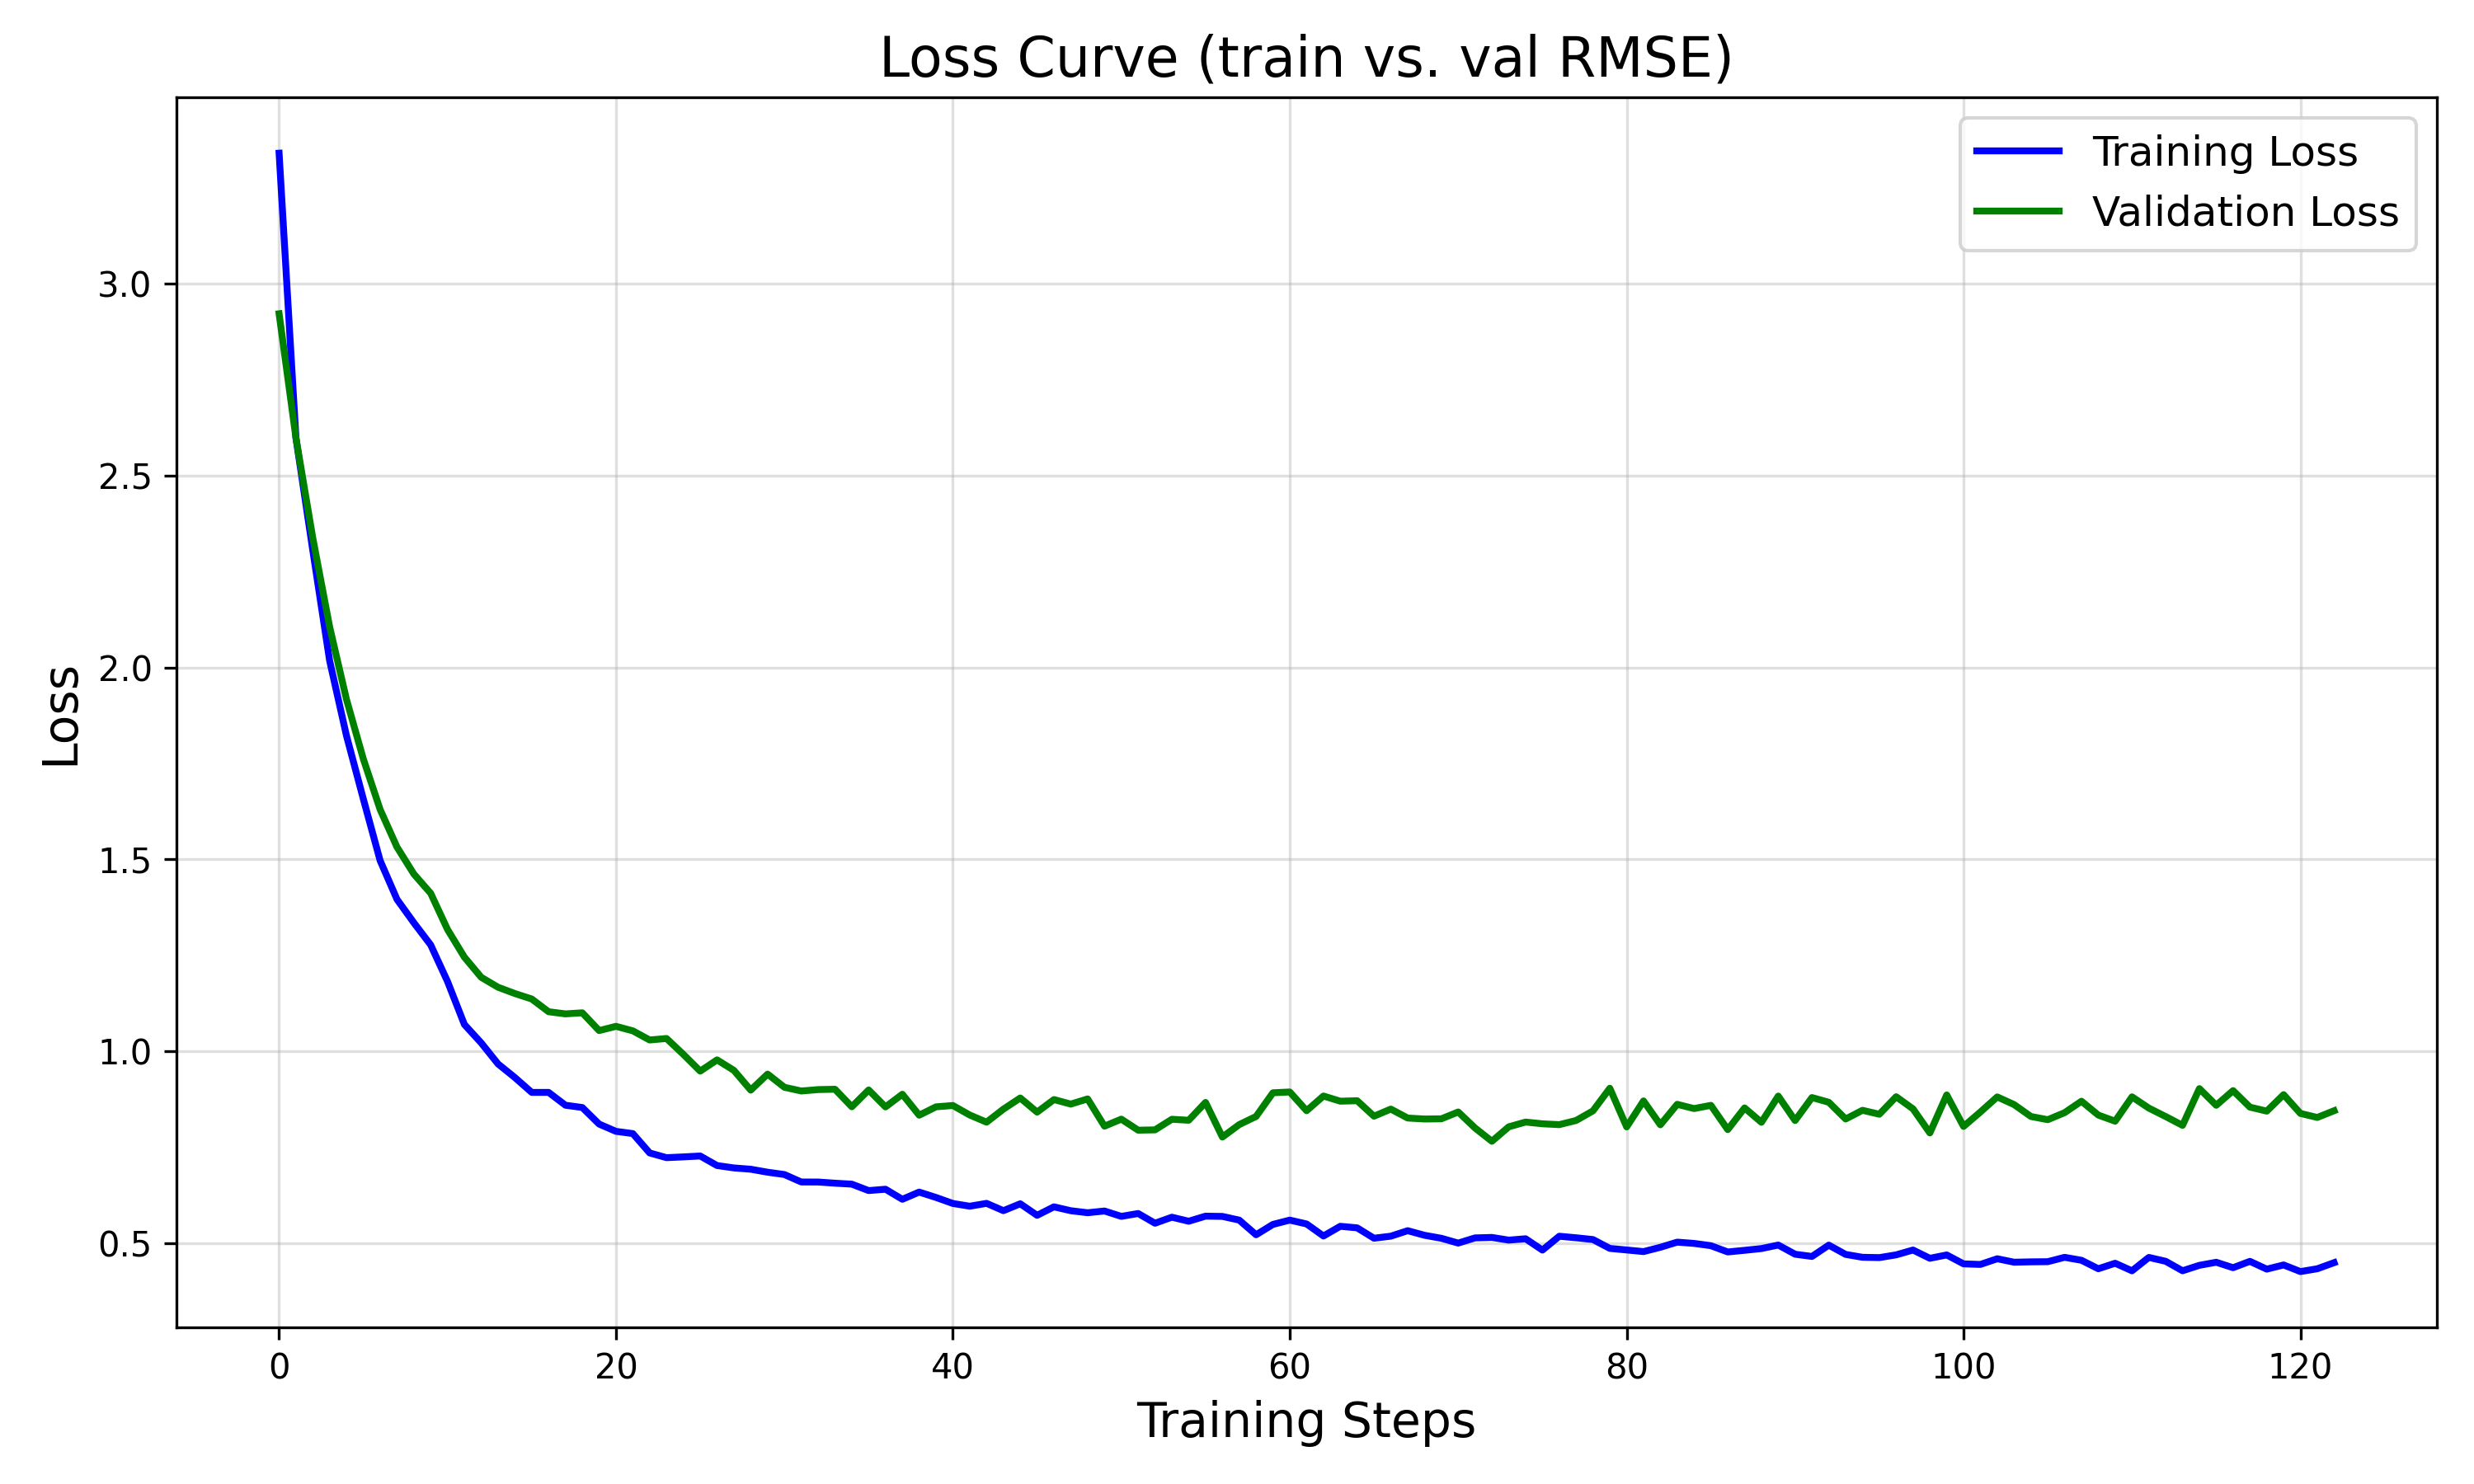 Loss Curve (train vs. val RMSE)
Training Loss
Validation Loss
3.0
2.5
2.0
1.5
1.0
0.5
Loss
0 20 40 60 80 100 120
Training Steps